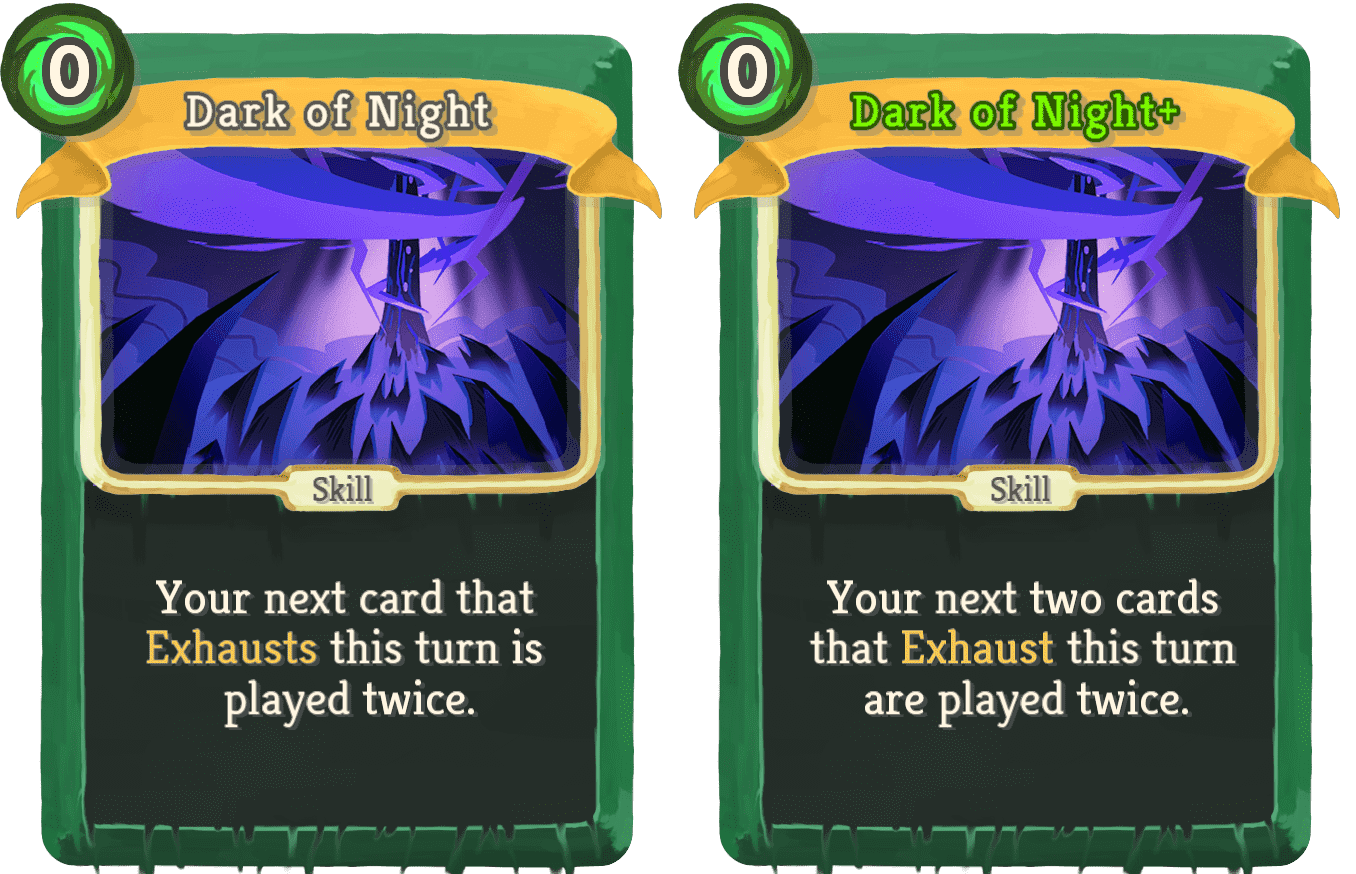 0
Dark of Night
Skill
Your next card that
Exhausts this turn is
played twice.
0
Dark of Night+
Skill
Your next two cards
that Exhaust this turn
are played twice.